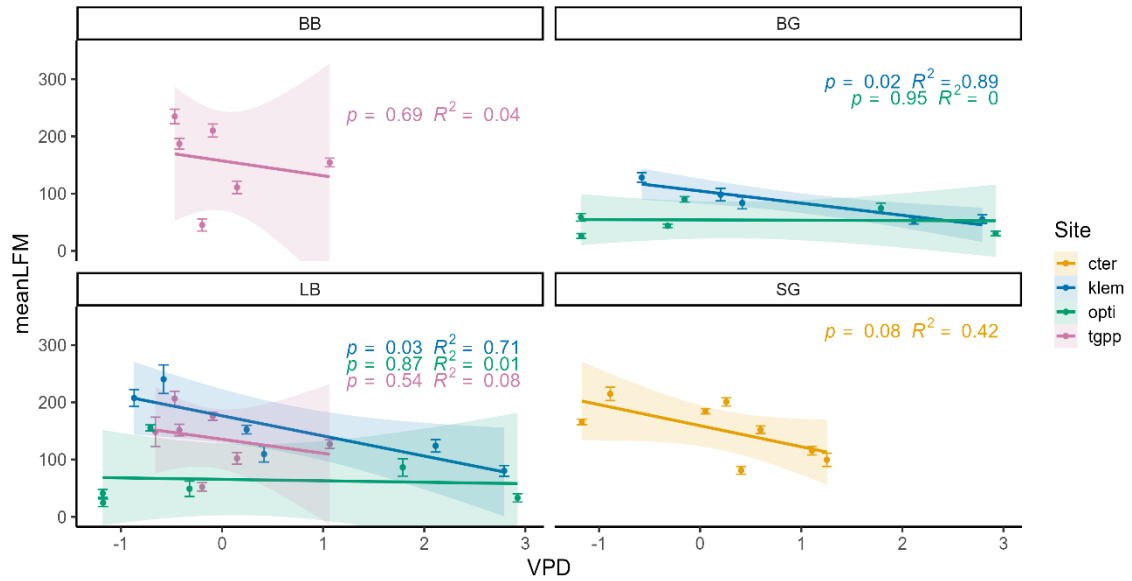 BB
BG
300
200
100
0
p = 0.69 R² = 0.04
p = 0.02 R² = 0.89
p = 0.95 R² = 0
meanLFM
LB
SG
300
200
100
0
p = 0.03 R² = 0.71
p = 0.87 R² = 0.01
p = 0.54 R² = 0.08
p = 0.08 R² = 0.42
-1 0 1 2 3
-1 0 1 2 3
VPD
Site
cter
klem
opti
tgpp